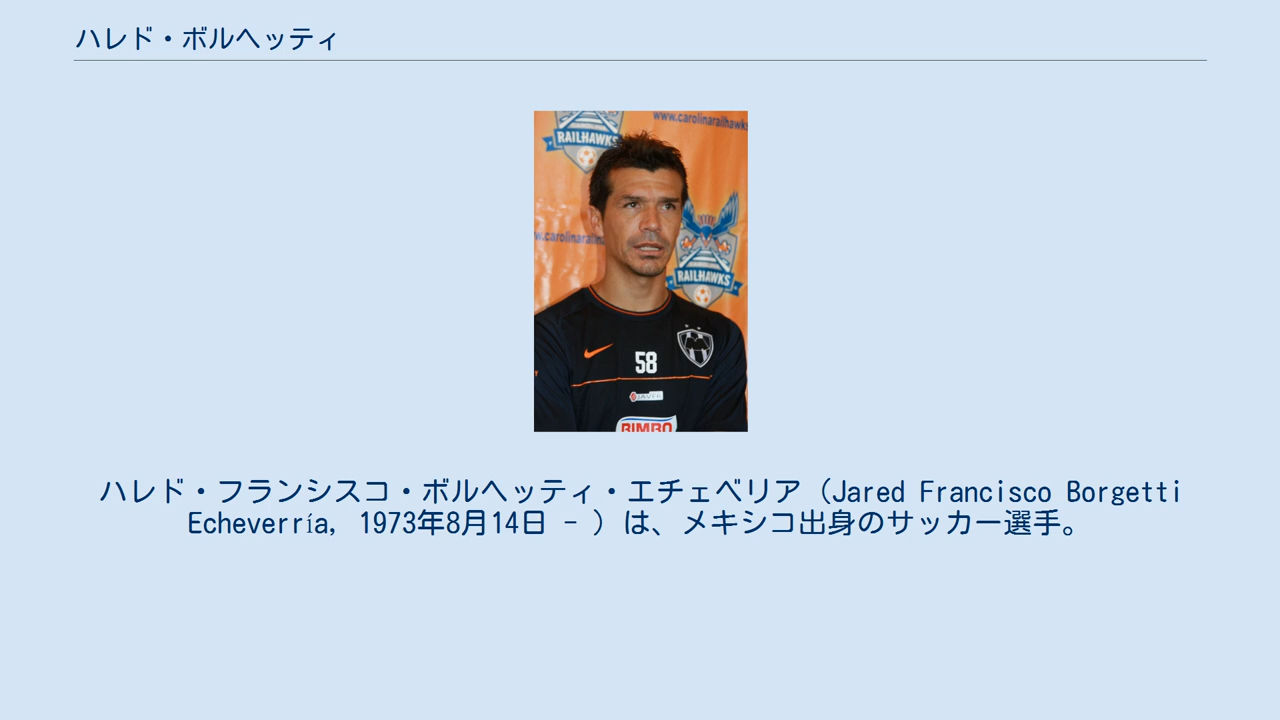 ハレド・ボルヘッティ
www.carolinarailhawks
RAILHAWKS
w.carolinarailh
RAILHAWKS
58
JAVER
BIMBO
ハレド・フランシスコ・ボルヘッティ・エチェベリア（Jared Francisco Borgetti
Echeverría, 1973年8月14日 - ）は、メキシコ出身のサッカー選手。